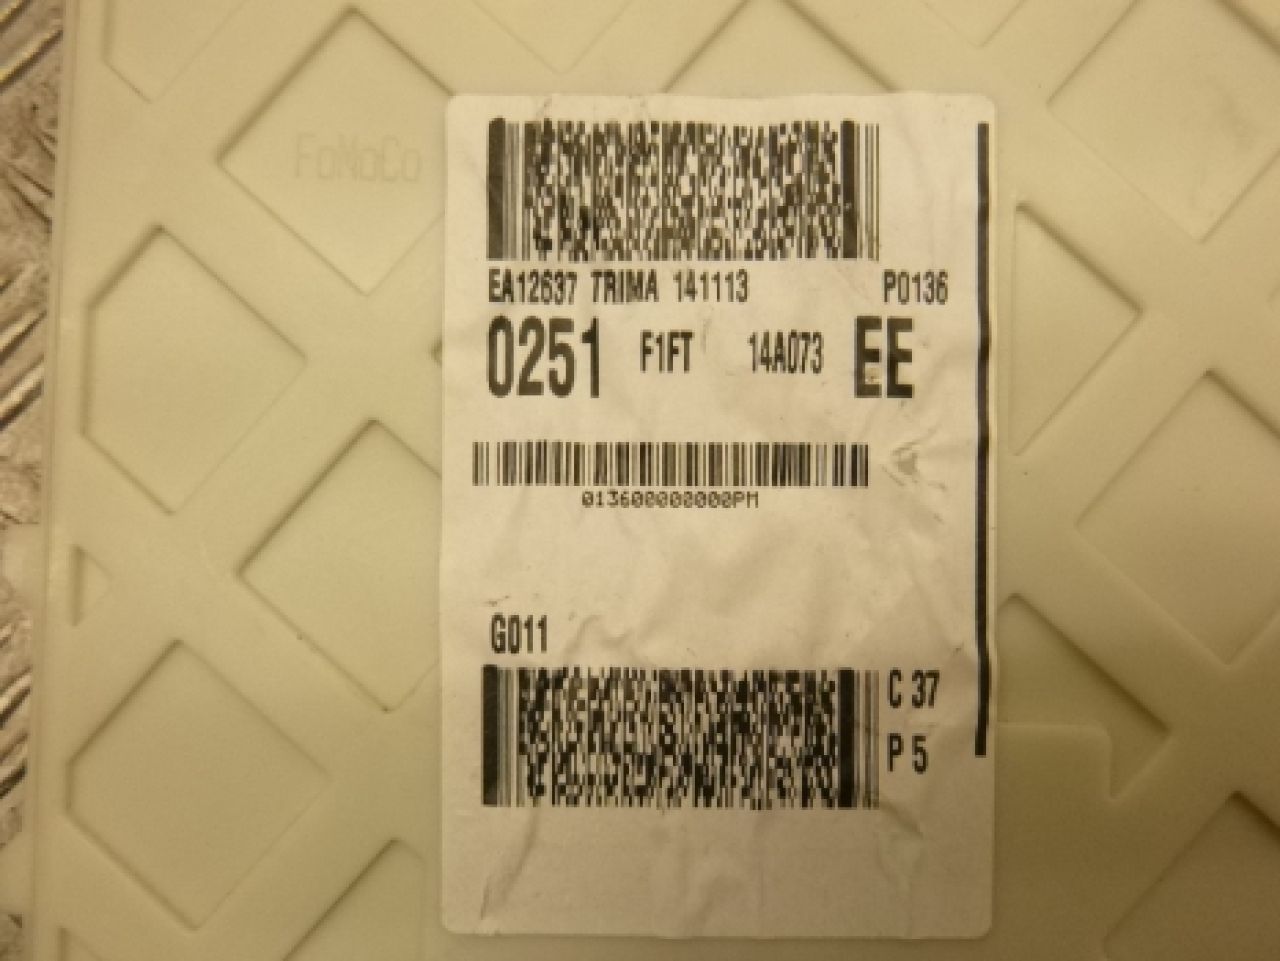 FoMoCo
EA12637 TRIMA 141113 P0136
0251 F1FT 14A073 EE
013600000000PM
G011
C 37
P 5